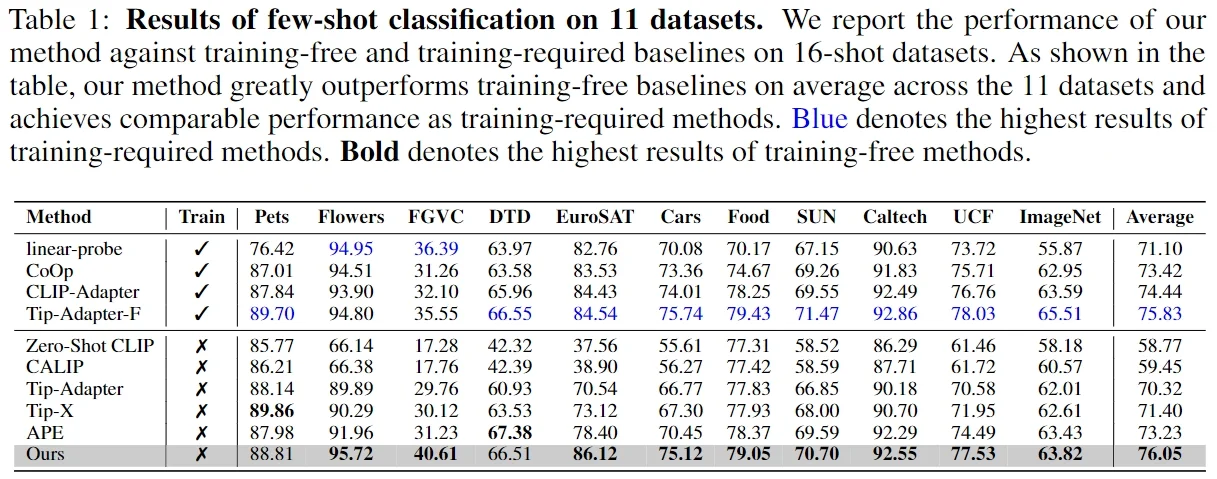 Table 1: Results of few-shot classification on 11 datasets. We report the performance of our
method against training-free and training-required baselines on 16-shot datasets. As shown in the
table, our method greatly outperforms training-free baselines on average across the 11 datasets and
achieves comparable performance as training-required methods. Blue denotes the highest results of
training-required methods. Bold denotes the highest results of training-free methods.
Method Train Pets Flowers FGVC DTD EuroSAT Cars Food SUN Caltech UCF ImageNet Average
linear-probe ✓ 76.42 94.95 36.39 63.97 82.76 70.08 70.17 67.15 90.63 73.72 55.87 71.10
CoOp ✓ 87.01 94.51 31.26 63.58 83.53 73.36 74.67 69.26 91.83 75.71 62.95 73.42
CLIP-Adapter ✓ 87.84 93.90 32.10 65.96 84.43 74.01 78.25 69.55 92.49 76.76 63.59 74.44
Tip-Adapter-F ✓ 89.70 94.80 35.55 66.55 84.54 75.74 79.43 71.47 92.86 78.03 65.51 75.83
Zero-Shot CLIP ✗ 85.77 66.14 17.28 42.32 37.56 55.61 77.31 58.52 86.29 61.46 58.18 58.77
CALIP ✗ 86.21 66.38 17.76 42.39 38.90 56.27 77.42 58.59 87.71 61.72 60.57 59.45
Tip-Adapter ✗ 88.14 89.89 29.76 60.93 70.54 66.77 77.83 66.85 90.18 70.58 62.01 70.32
Tip-X ✗ 89.86 90.29 30.12 63.53 73.12 67.30 77.93 68.00 90.70 71.95 62.61 71.40
APE ✗ 87.98 91.96 31.23 67.38 78.40 70.45 78.37 69.59 92.29 74.49 63.43 73.23
Ours ✗ 88.81 95.72 40.61 66.51 86.12 75.12 79.05 70.70 92.55 77.53 63.82 76.05